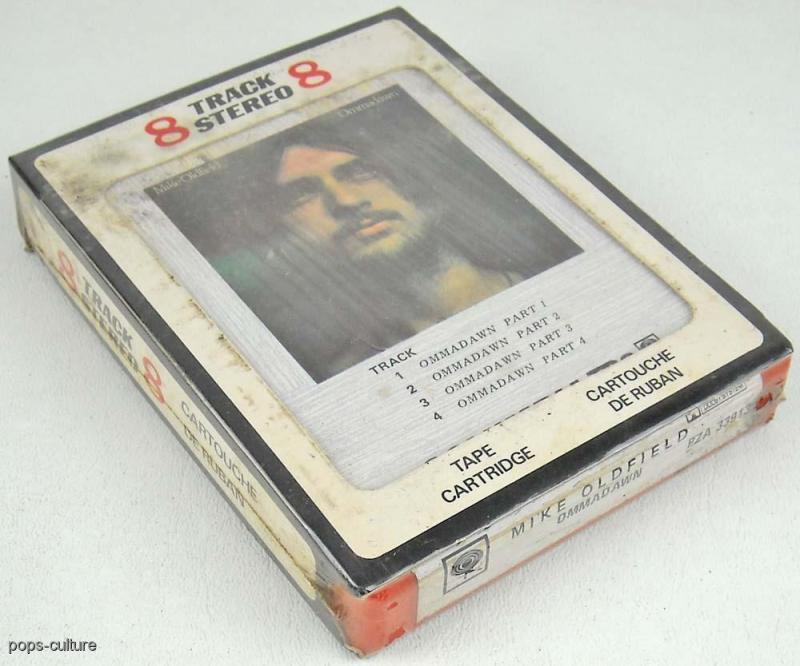 8 TRACK STEREO 8
Mike Oldfield
Ommadawn
TRACK
1 OMMADAWN PART 1
2 OMMADAWN PART 2
3 OMMADAWN PART 3
4 OMMADAWN PART 4
TAPE CARTRIDGE
CARTOUCHE DE RUBAN
8 TRACK STEREO 8
CARTOUCHE DE RUBAN
MIKE OLDFIELD
OMMADAWN
PZA
pops-culture